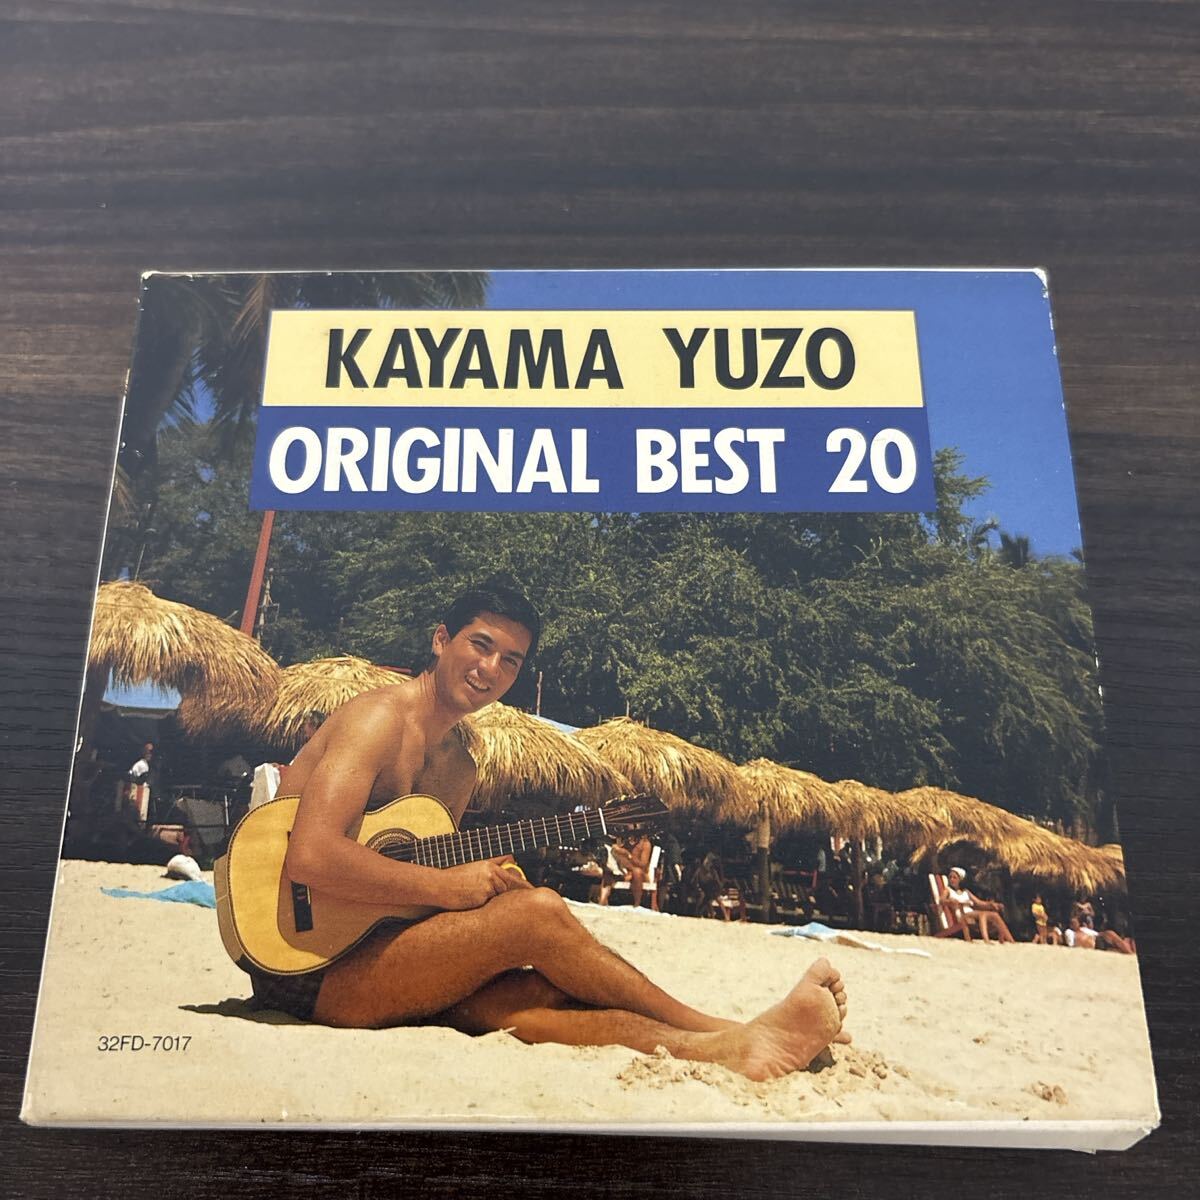 KAYAMA YUZO
ORIGINAL BEST 20
32FD-7017